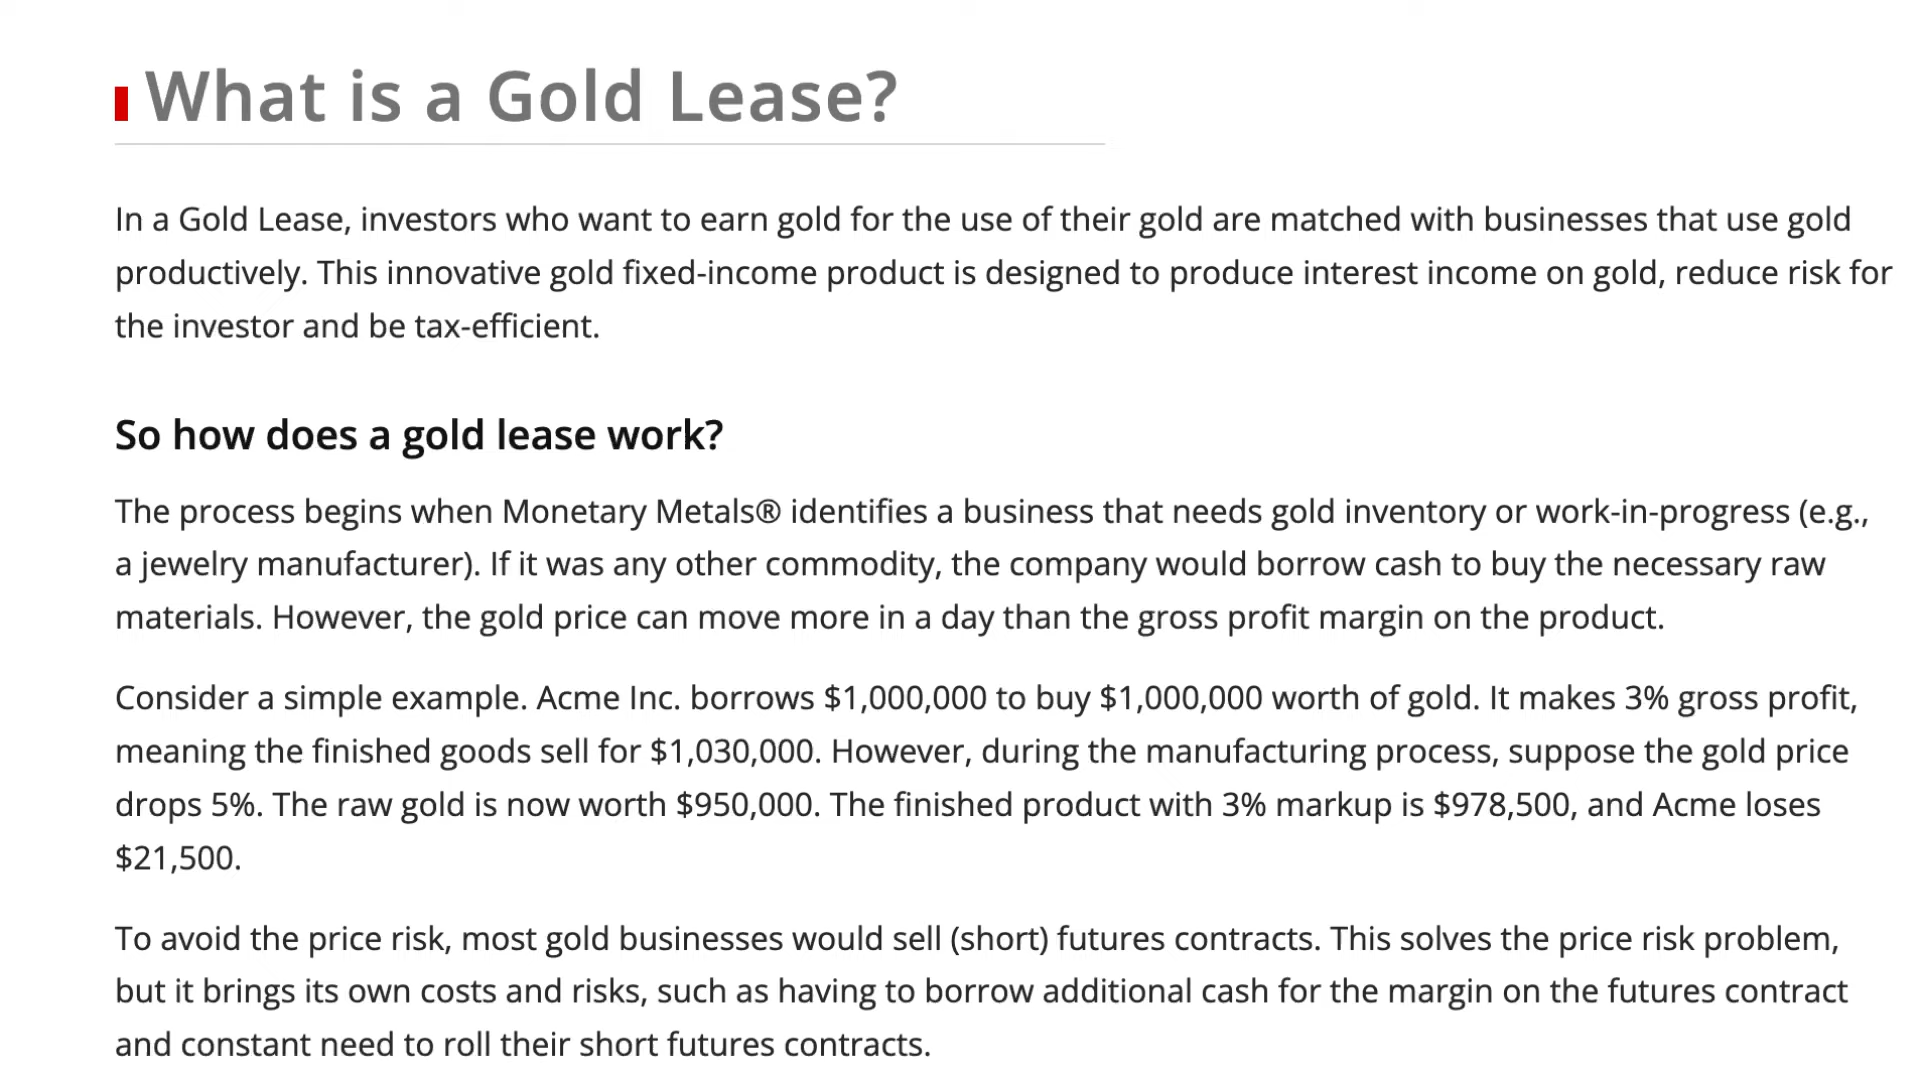 What is a Gold Lease?
In a Gold Lease, investors who want to earn gold for the use of their gold are matched with businesses that use gold
productively. This innovative gold fixed-income product is designed to produce interest income on gold, reduce risk for
the investor and be tax-efficient.
So how does a gold lease work?
The process begins when Monetary Metals® identifies a business that needs gold inventory or work-in-progress (e.g.,
a jewelry manufacturer). If it was any other commodity, the company would borrow cash to buy the necessary raw
materials. However, the gold price can move more in a day than the gross profit margin on the product.
Consider a simple example. Acme Inc. borrows $1,000,000 to buy $1,000,000 worth of gold. It makes 3% gross profit,
meaning the finished goods sell for $1,030,000. However, during the manufacturing process, suppose the gold price
drops 5%. The raw gold is now worth $950,000. The finished product with 3% markup is $978,500, and Acme loses
$21,500.
To avoid the price risk, most gold businesses would sell (short) futures contracts. This solves the price risk problem,
but it brings its own costs and risks, such as having to borrow additional cash for the margin on the futures contract
and constant need to roll their short futures contracts.